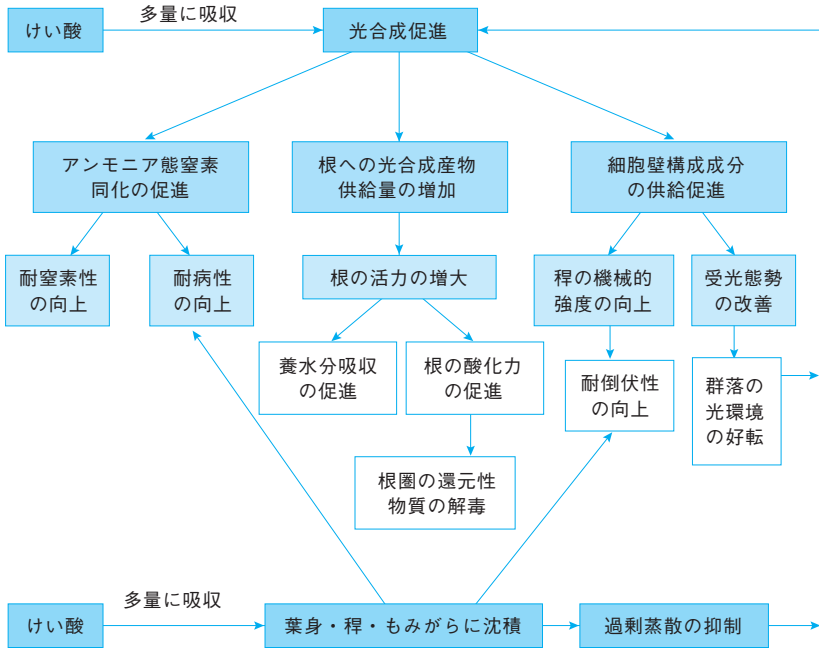 けい酸
多量に吸収
光合成促進
アンモニア態窒素
同化の促進
根への光合成産物
供給量の増加
細胞壁構成成分
の供給促進
耐窒素性
の向上
耐病性
の向上
根の活力の増大
稈の機械的
強度の向上
受光態勢
の改善
養水分吸収
の促進
根の酸化力
の促進
耐倒伏性
の向上
群落の
光環境
の好転
根圏の還元性
物質の解毒
けい酸
多量に吸収
葉身・稈・もみがらに沈積
過剰蒸散の抑制